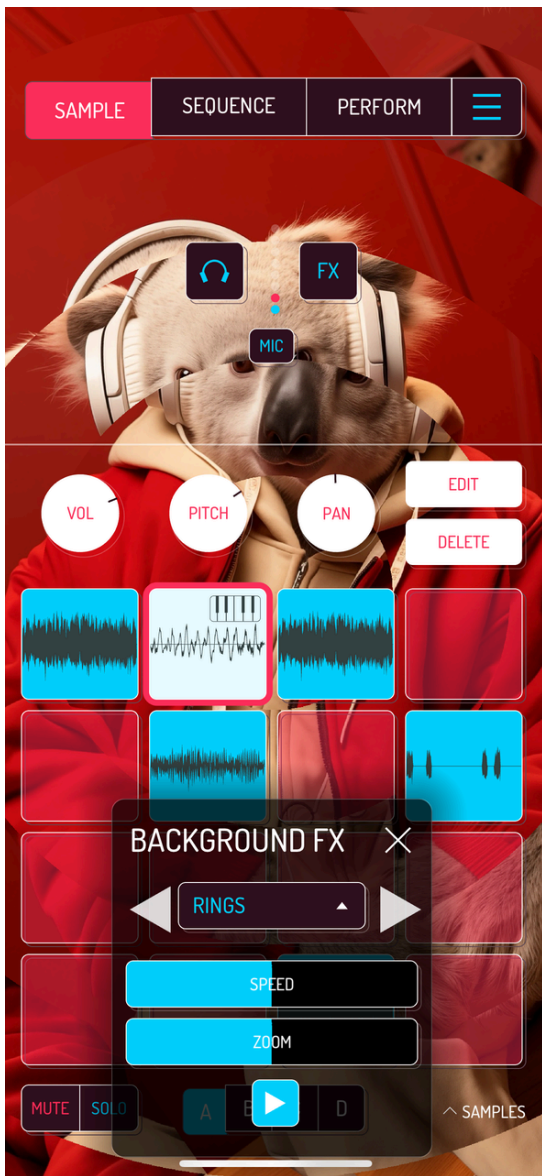 SAMPLE SEQUENCE PERFORM
FX
MIC
VOL PITCH PAN EDIT
DELETE
BACKGROUND FX
RINGS
SPEED
ZOOM
MUTE SOLO A B D SAMPLES